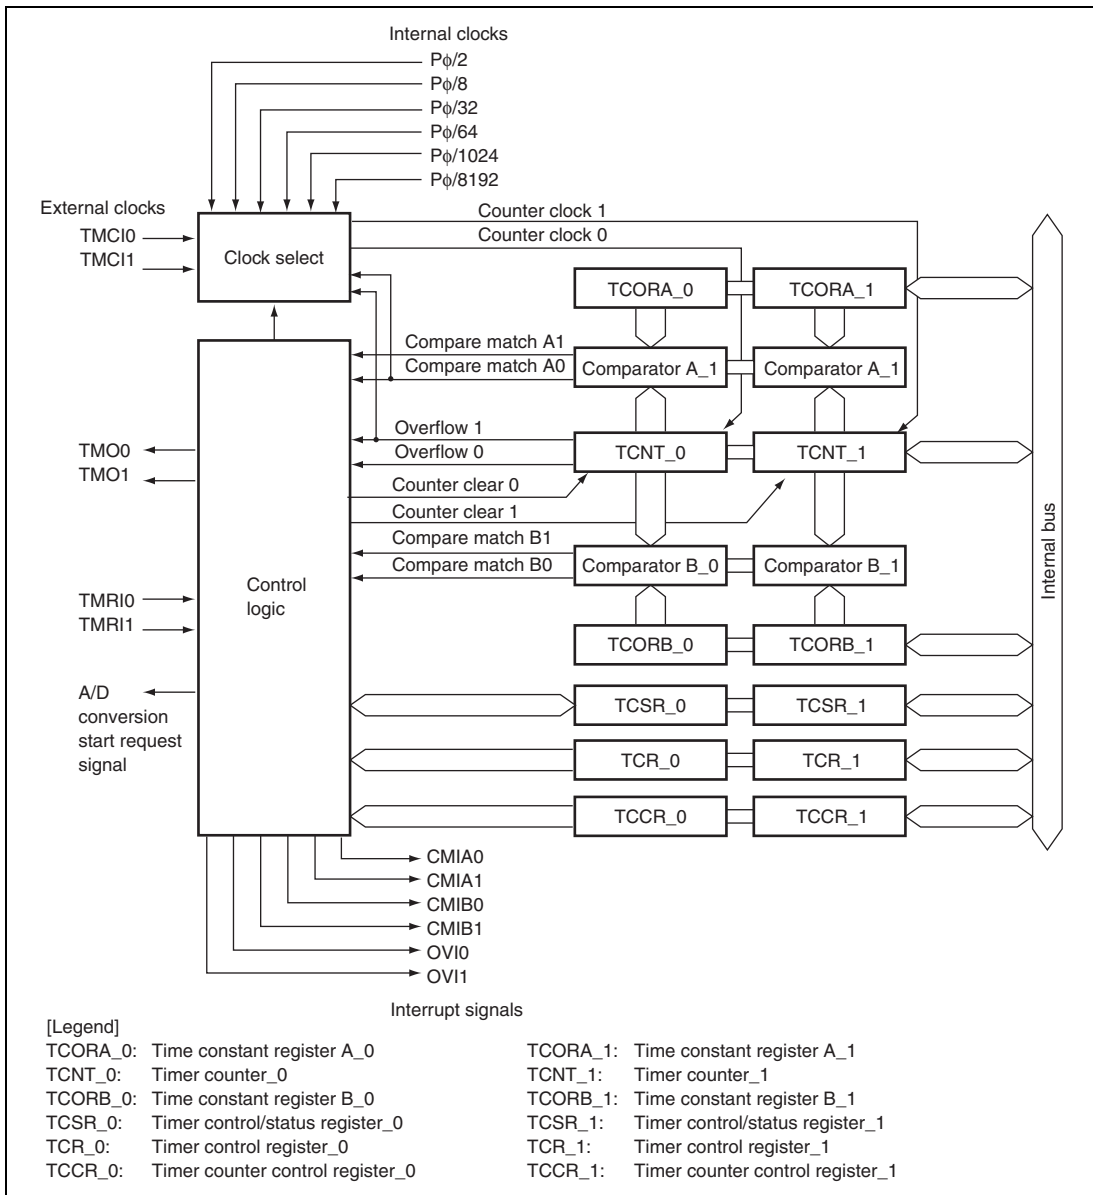 Internal clocks
Pϕ/2
Pϕ/8
Pϕ/32
Pϕ/64
Pϕ/1024
Pϕ/8192
External clocks
TMCI0
TMCI1
Clock select
Counter clock 1
Counter clock 0
TCORA_0
TCORA_1
Compare match A1
Compare match A0
Comparator A_1
Comparator A_1
Overflow 1
Overflow 0
TCNT_0
TCNT_1
Counter clear 0
Counter clear 1
Compare match B1
Compare match B0
Comparator B_0
Comparator B_1
TMO0
TMO1
Control
logic
TMRI0
TMRI1
TCORB_0
TCORB_1
A/D
conversion
start request
signal
TCSR_0
TCSR_1
TCR_0
TCR_1
TCCR_0
TCCR_1
Internal bus
CMIA0
CMIA1
CMIB0
CMIB1
OVI0
OVI1
Interrupt signals
[Legend]
TCORA_0: Time constant register A_0
TCNT_0: Timer counter_0
TCORB_0: Time constant register B_0
TCSR_0: Timer control/status register_0
TCR_0: Timer control register_0
TCCR_0: Timer counter control register_0
TCORA_1: Time constant register A_1
TCNT_1: Timer counter_1
TCORB_1: Time constant register B_1
TCSR_1: Timer control/status register_1
TCR_1: Timer control register_1
TCCR_1: Timer counter control register_1